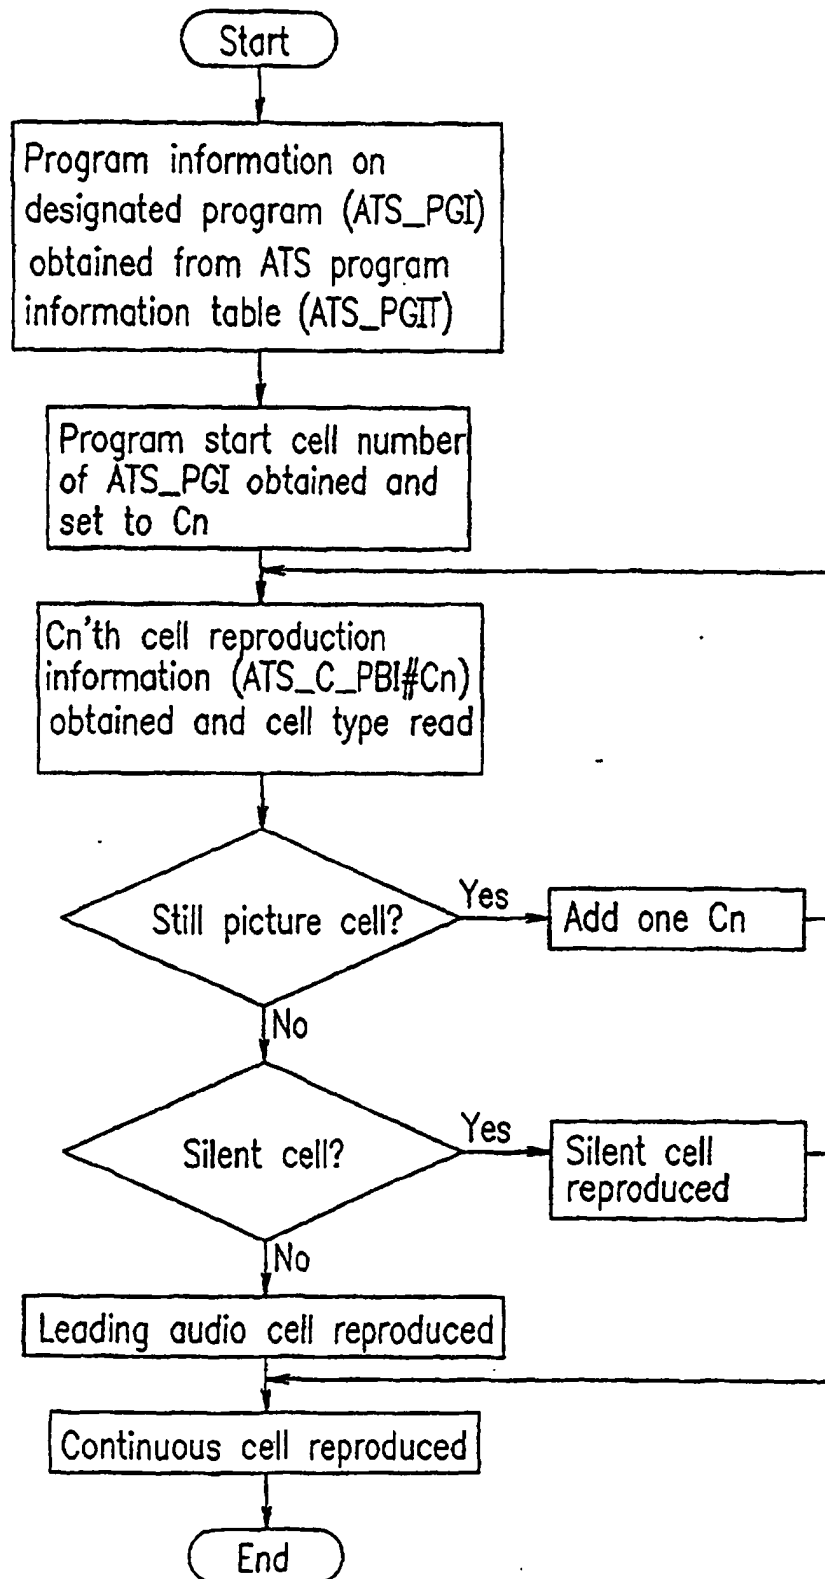 Start
Program information on
designated program (ATS_PGI)
obtained from ATS program
information table (ATS_PGIT)
Program start cell number
of ATS_PGI obtained and
set to Cn
Cn'th cell reproduction
information (ATS_C_PBI#Cn)
obtained and cell type read
Still picture cell?
Yes
Add one Cn
No
Silent cell?
Yes
Silent cell
reproduced
No
Leading audio cell reproduced
Continuous cell reproduced
End